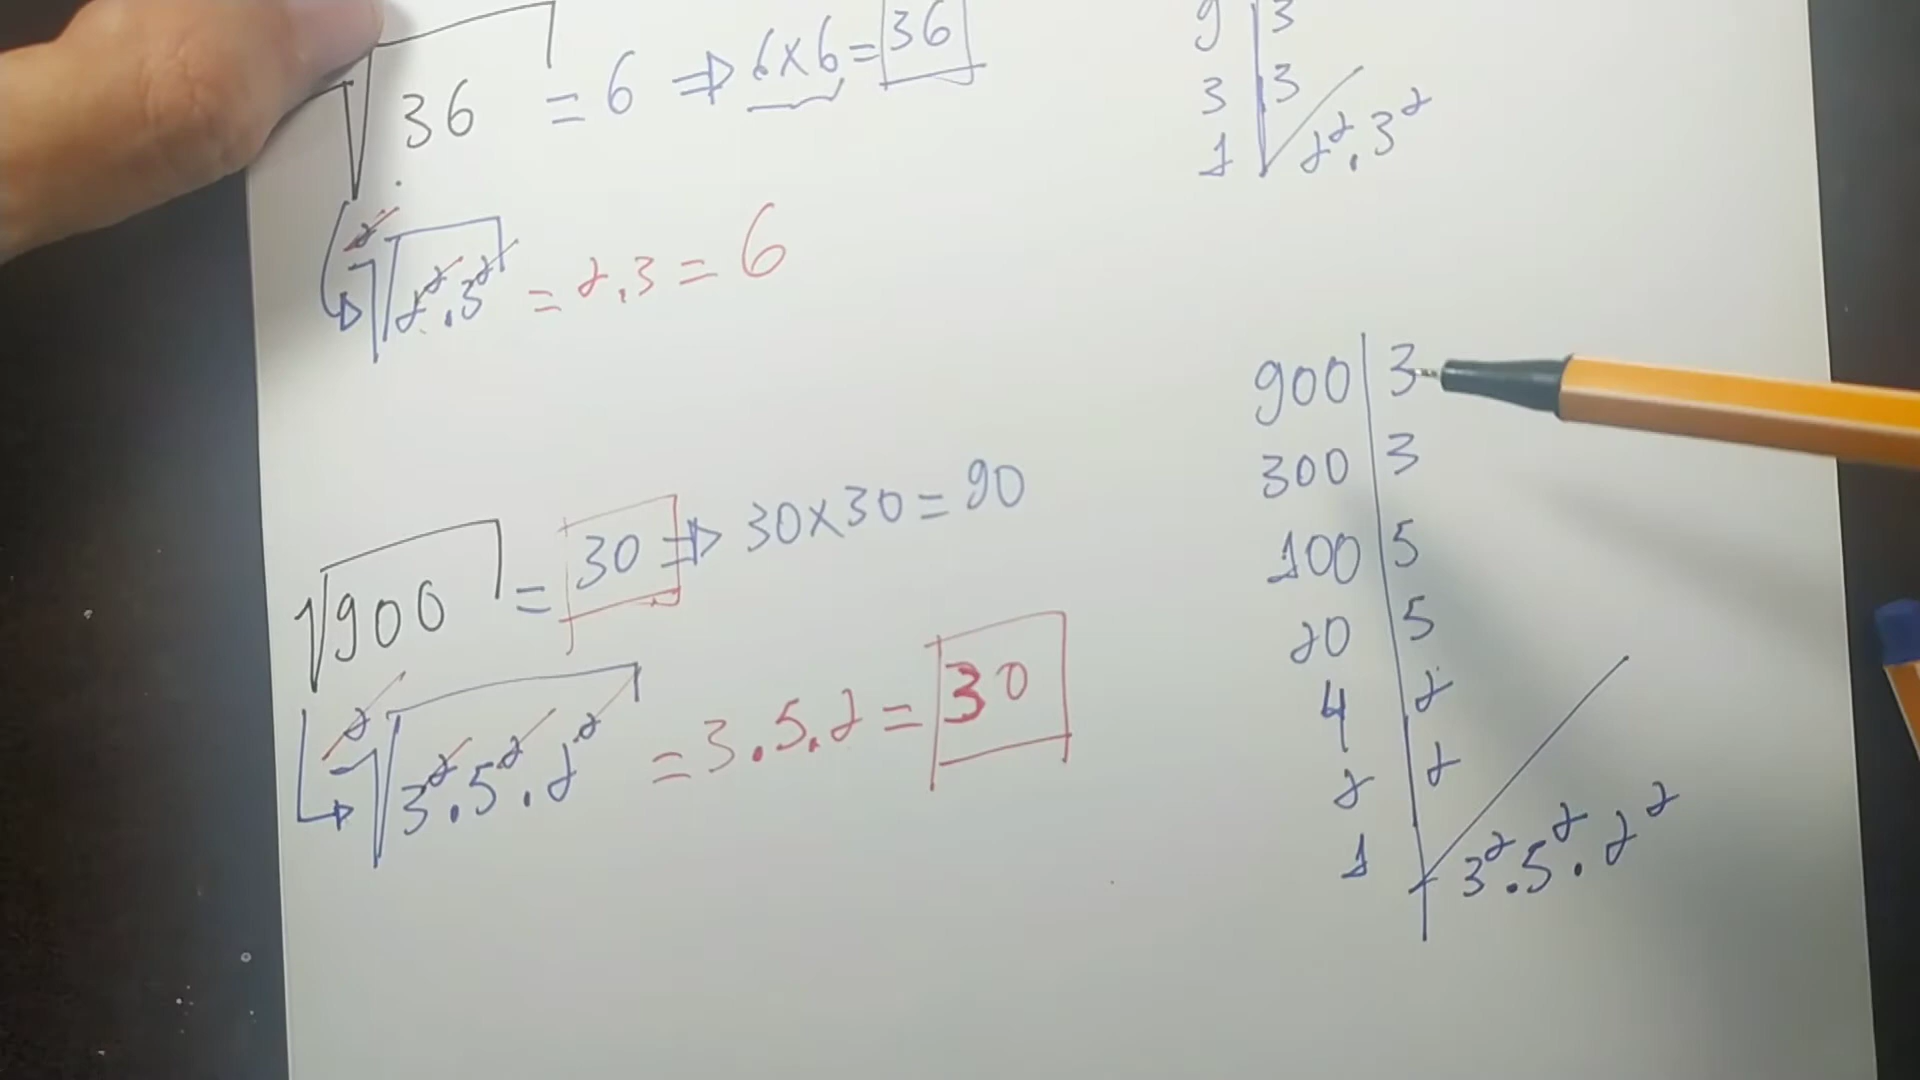 √36 = 6 ⇒ 6x6 = 36
²√2².3² = 2.3 = 6
√900 = 30 ⇒ 30x30 = 90
²√3².5².2² = 3.5.2 = 30
9 | 3
3 | 3
1 | 2².3²
900 | 3
300 | 3
100 | 5
20 | 5
4 | 2
2 | 2
1 | 3².5².2²